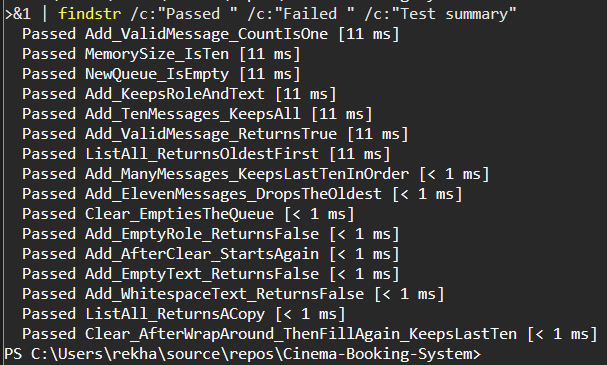 >&1 | findstr /c:"Passed " /c:"Failed " /c:"Test summary"
Passed Add_ValidMessage_CountIsOne [11 ms]
Passed MemorySize_IsTen [11 ms]
Passed NewQueue_IsEmpty [11 ms]
Passed Add_KeepsRoleAndText [11 ms]
Passed Add_TenMessages_KeepsAll [11 ms]
Passed Add_ValidMessage_ReturnsTrue [11 ms]
Passed ListAll_ReturnsOldestFirst [11 ms]
Passed Add_ManyMessages_KeepsLastTenInOrder [< 1 ms]
Passed Add_ElevenMessages_DropsTheOldest [< 1 ms]
Passed Clear_EmptiesTheQueue [< 1 ms]
Passed Add_EmptyRole_ReturnsFalse [< 1 ms]
Passed Add_AfterClear_StartsAgain [< 1 ms]
Passed Add_EmptyText_ReturnsFalse [< 1 ms]
Passed Add_WhitespaceText_ReturnsFalse [< 1 ms]
Passed ListAll_ReturnsACopy [< 1 ms]
Passed Clear_AfterWrapAround_ThenFillAgain_KeepsLastTen [< 1 ms]
PS C:\Users\rekha\source\repos\Cinema-Booking-System>